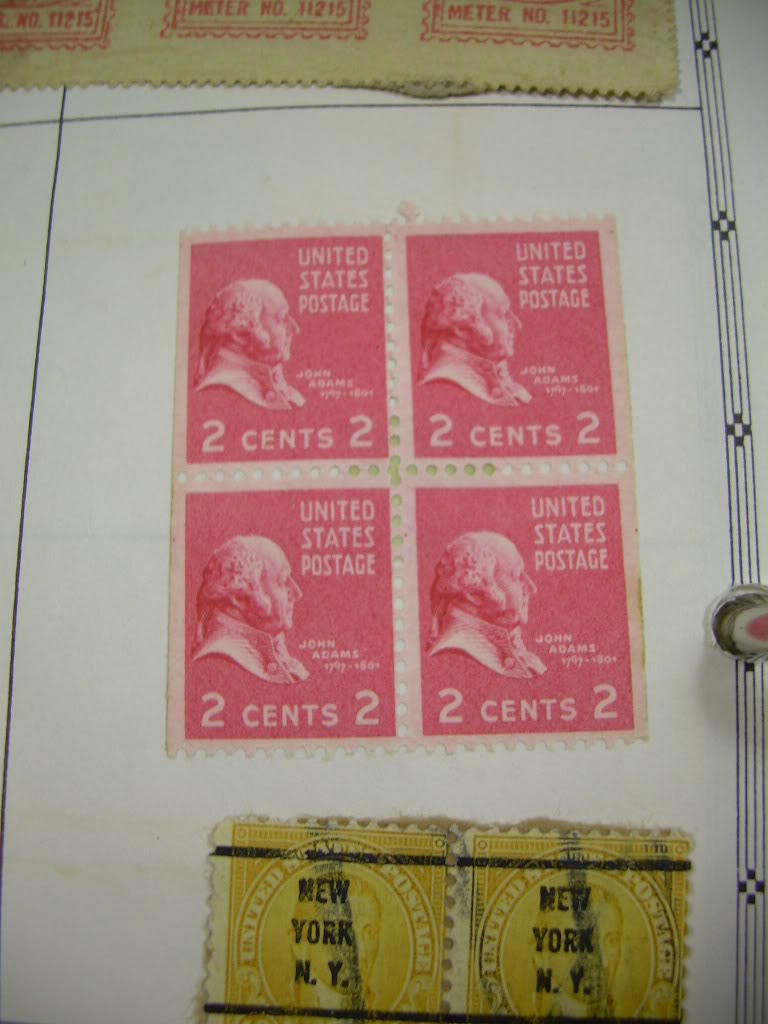 NO. 11215
METER NO. 11215
METER NO. 11215
UNITED
STATES
POSTAGE
JOHN
ADAMS
1797-1801
2 CENTS 2
UNITED
STATES
POSTAGE
JOHN
ADAMS
1797-1801
2 CENTS 2
UNITED
STATES
POSTAGE
JOHN
ADAMS
1797-1801
2 CENTS 2
UNITED
STATES
POSTAGE
JOHN
ADAMS
1797-1801
2 CENTS 2
NEW
YORK
N. Y.
NEW
YORK
N. Y.